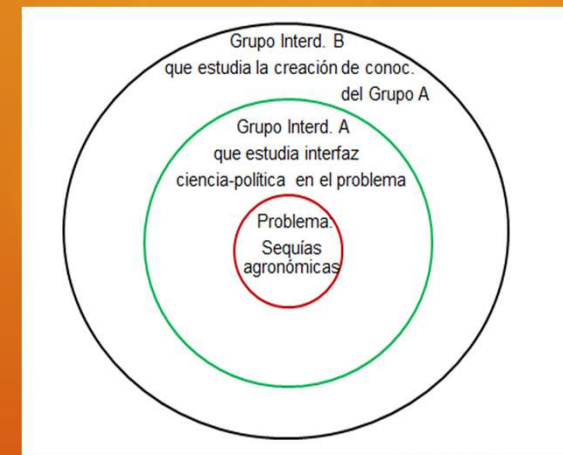 Grupo Interd. B
que estudia la creación de conoc.
del Grupo A
Grupo Interd. A
que estudia interfaz
ciencia-política en el problema
Problema.
Sequías
agronómicas